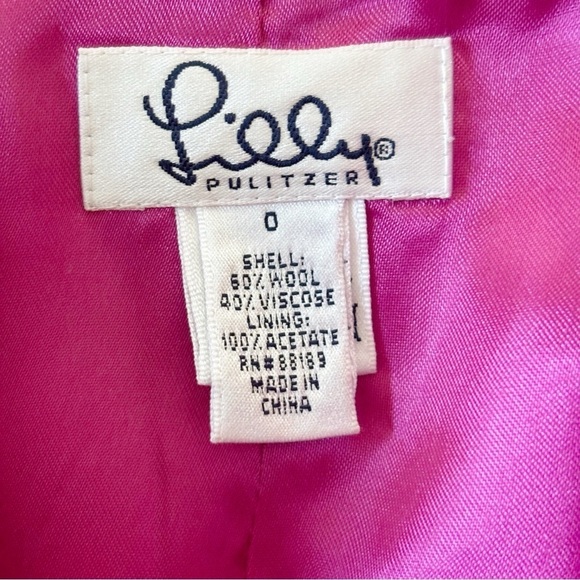 Lilly®
PULITZER
0
SHELL:
60% WOOL
40% VISCOSE
LINING:
100% ACETATE
RN#88189
MADE IN
CHINA